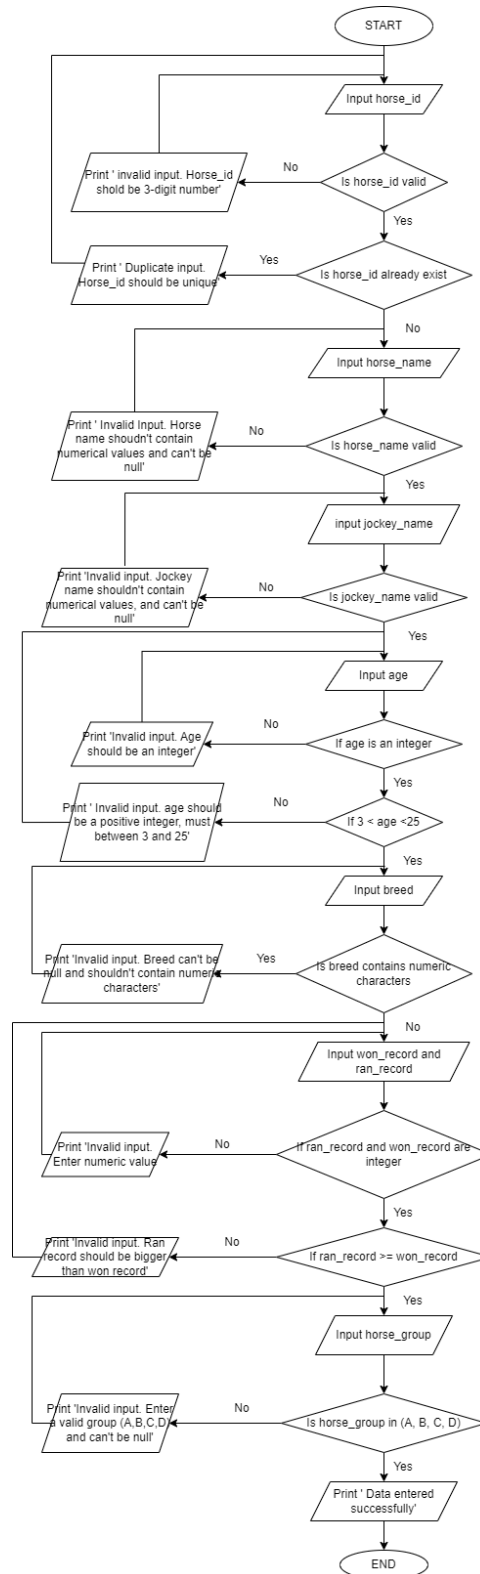 START
Input horse_id
Print ' invalid input. Horse_id
shold be 3-digit number'
No
Is horse_id valid
Yes
Print ' Duplicate input.
Horse_id should be unique'
Yes
Is horse_id already exist
No
Input horse_name
Print ' Invalid Input. Horse
name shoudn't contain
numerical values and can't be
null'
No
Is horse_name valid
Yes
input jockey_name
Print 'Invalid input. Jockey
name shouldn't contain
numerical values, and can't be
null'
No
Is jockey_name valid
Yes
Input age
Print 'Invalid input. Age
should be an integer'
No
If age is an integer
Yes
Print ' Invalid input. age should
be a positive integer, must
between 3 and 25'
No
If 3 < age <25
Yes
Input breed
Print 'Invalid input. Breed can't be
null and shouldn't contain numeric
characters'
Yes
Is breed contains numeric
characters
No
Input won_record and
ran_record
Print 'Invalid input.
Enter numeric value
No
If ran_record and won_record are
integer
Yes
Print 'Invalid input. Ran
record should be bigger
than won record'
No
If ran_record >= won_record
Yes
Input horse_group
Print 'Invalid input. Enter
a valid group (A,B,C,D)
and can't be null'
No
Is horse_group in (A, B, C, D)
Yes
Print ' Data entered
successfully'
END